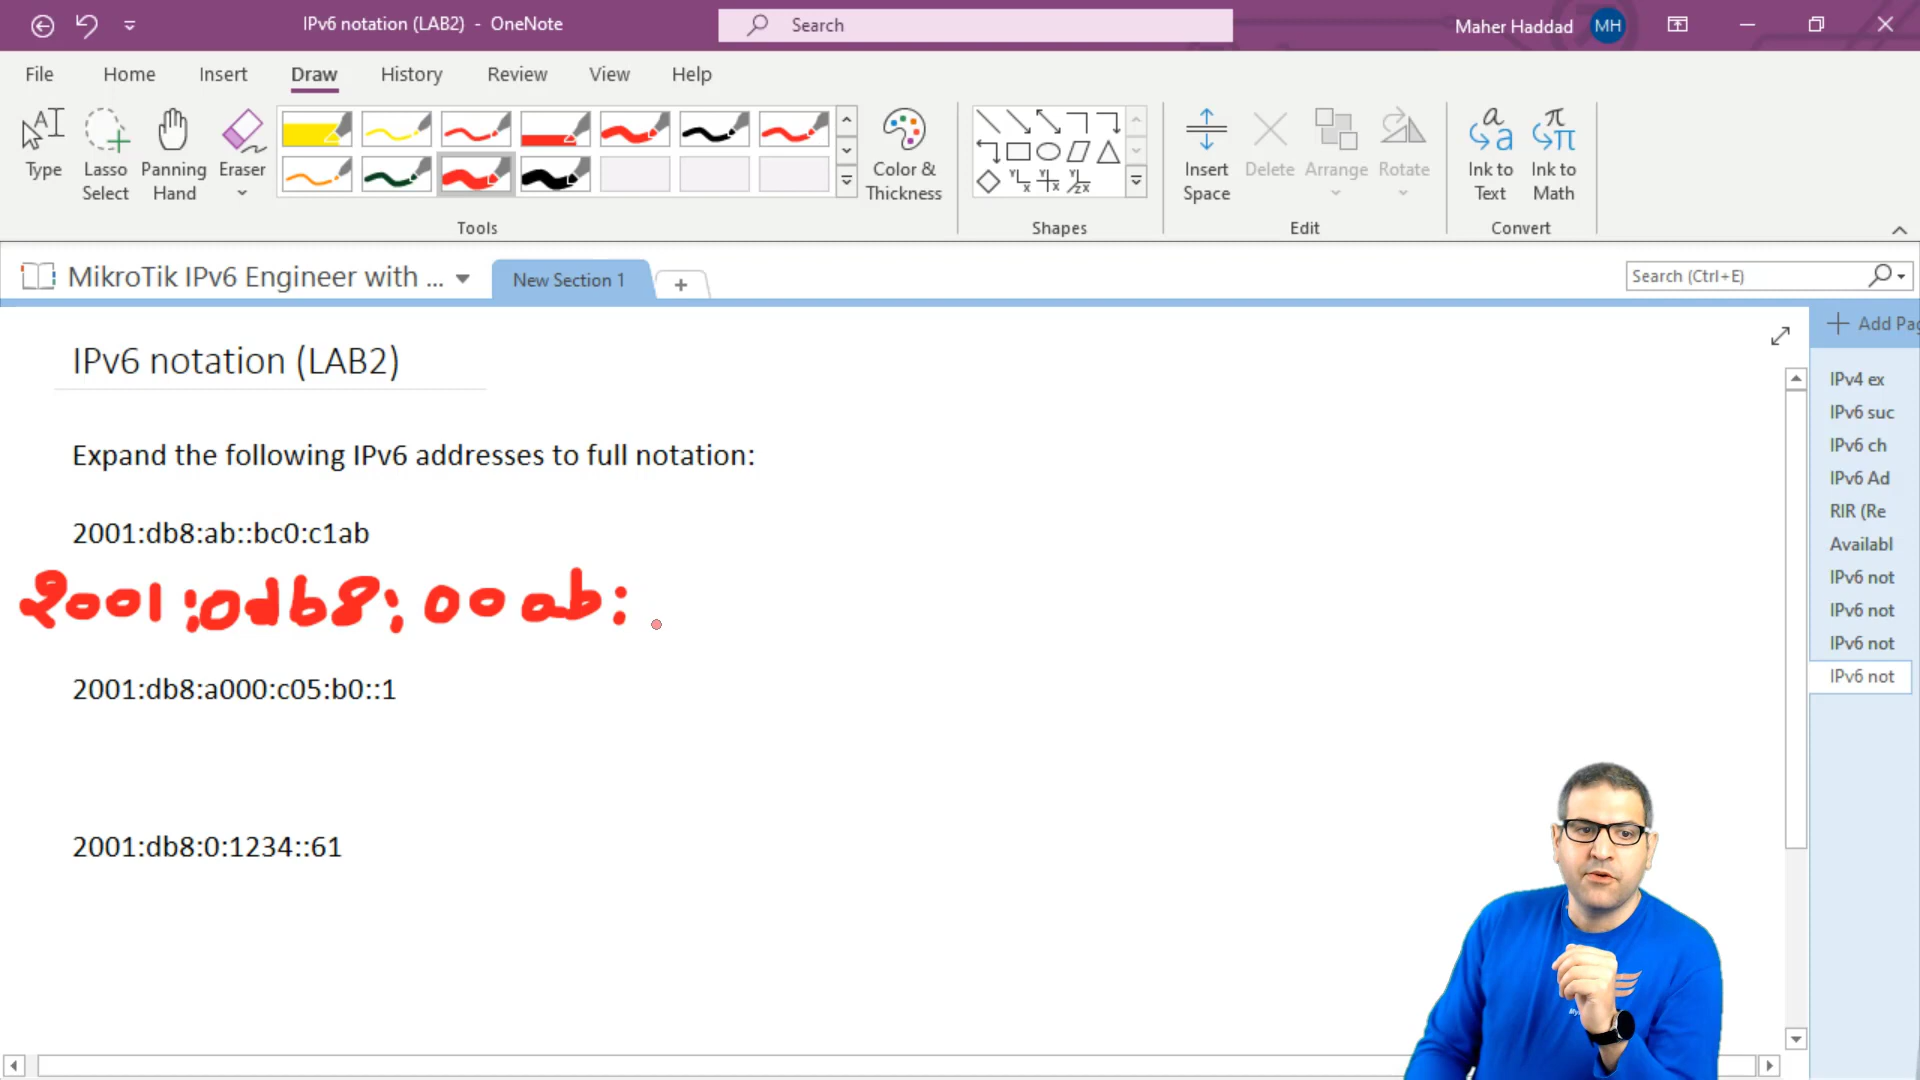 IPv6 notation (LAB2) - OneNote
Search
Maher Haddad
MH
File Home Insert Draw History Review View Help
Type
Lasso Select
Panning Hand
Eraser
Color & Thickness
Insert Space
Delete
Arrange
Rotate
Ink to Text
Ink to Math
Tools
Shapes
Edit
Convert
MikroTik IPv6 Engineer with ...
New Section 1
Search (Ctrl+E)
Add Pag
IPv6 notation (LAB2)
Expand the following IPv6 addresses to full notation:
2001:db8:ab::bc0:c1ab
2001:0db8:00ab:
2001:db8:a000:c05:b0::1
2001:db8:0:1234::61
IPv4 ex
IPv6 suc
IPv6 ch
IPv6 Ad
RIR (Re
Availabl
IPv6 not
IPv6 not
IPv6 not
IPv6 not